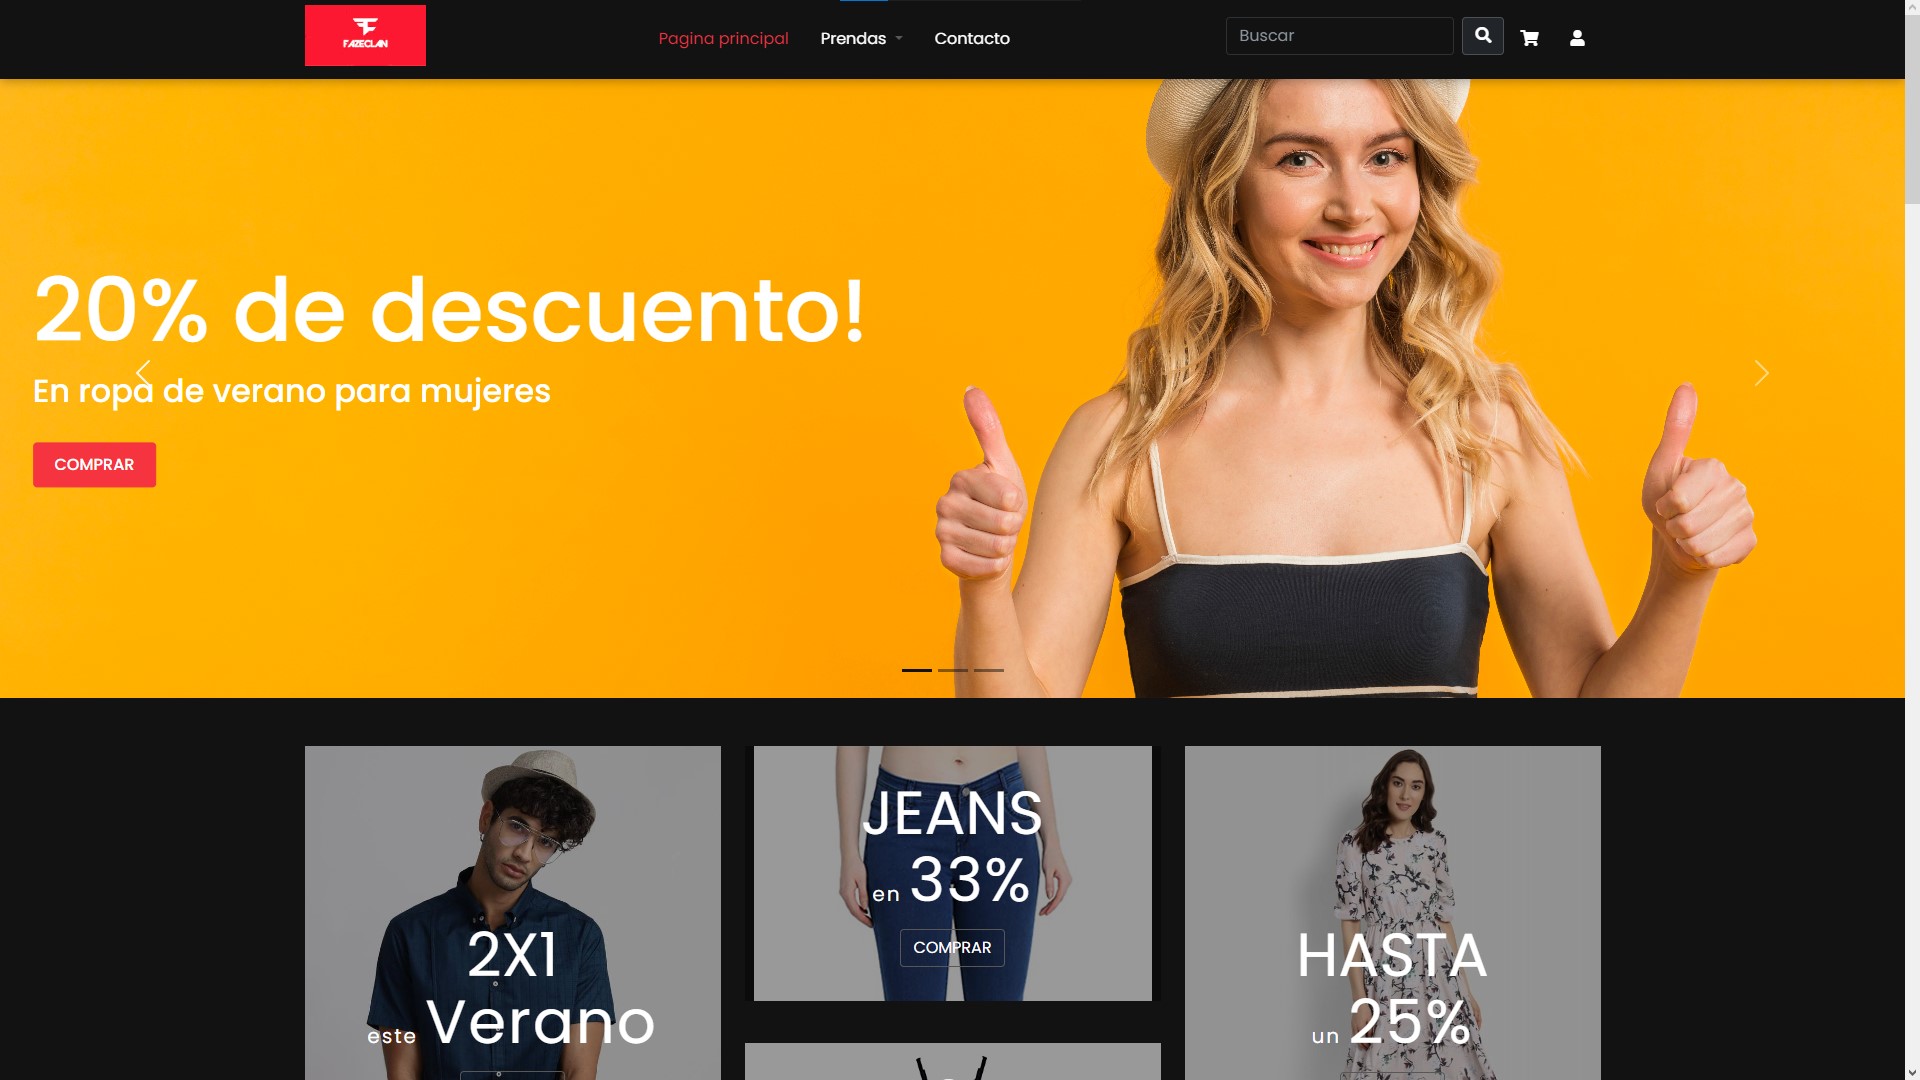 FAZECLAN
Pagina principal
Prendas
Contacto
Buscar
20% de descuento!
En ropa de verano para mujeres
COMPRAR
2X1
este Verano
JEANS
en 33%
COMPRAR
HASTA
un 25%